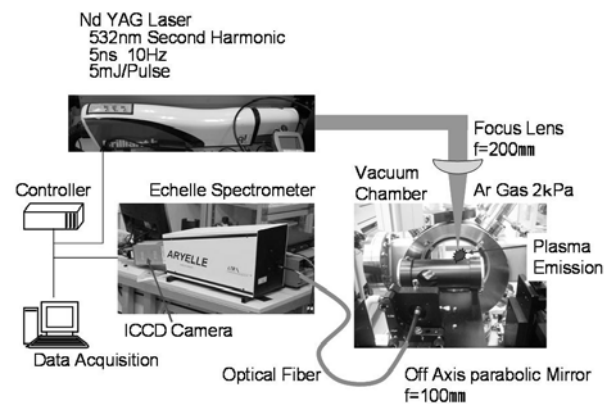 Nd YAG Laser
532nm Second Harmonic
5ns 10Hz
5mJ/Pulse
Focus Lens
f=200㎜
Vacuum
Chamber
Ar Gas 2kPa
Controller
Echelle Spectrometer
Plasma
Emission
ARYELLE
ICCD Camera
Data Acquisition
Optical Fiber
Off Axis parabolic Mirror
f=100㎜